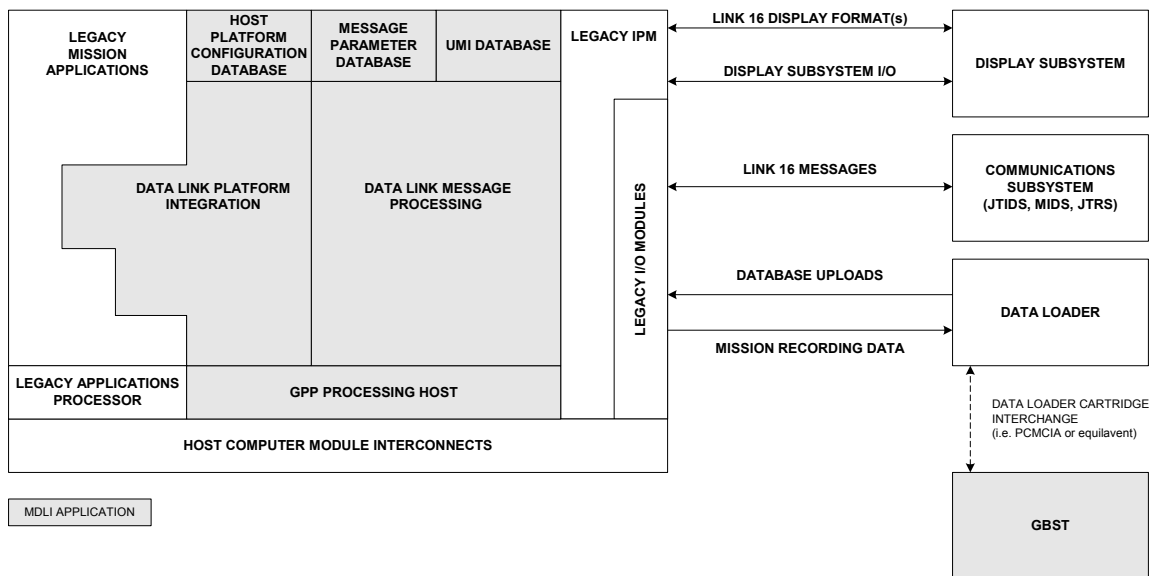 LEGACY
MISSION
APPLICATIONS
HOST
PLATFORM
CONFIGURATION
DATABASE
MESSAGE
PARAMETER
DATABASE
UMI DATABASE
LEGACY IPM
LINK 16 DISPLAY FORMAT(s)
DISPLAY SUBSYSTEM I/O
DISPLAY SUBSYSTEM
DATA LINK PLATFORM
INTEGRATION
DATA LINK MESSAGE
PROCESSING
LEGACY I/O MODULES
LINK 16 MESSAGES
COMMUNICATIONS
SUBSYSTEM
(JTIDS, MIDS, JTRS)
DATABASE UPLOADS
MISSION RECORDING DATA
DATA LOADER
LEGACY APPLICATIONS
PROCESSOR
GPP PROCESSING HOST
HOST COMPUTER MODULE INTERCONNECTS
DATA LOADER CARTRIDGE
INTERCHANGE
(i.e. PCMCIA or equilavent)
MDLI APPLICATION
GBST